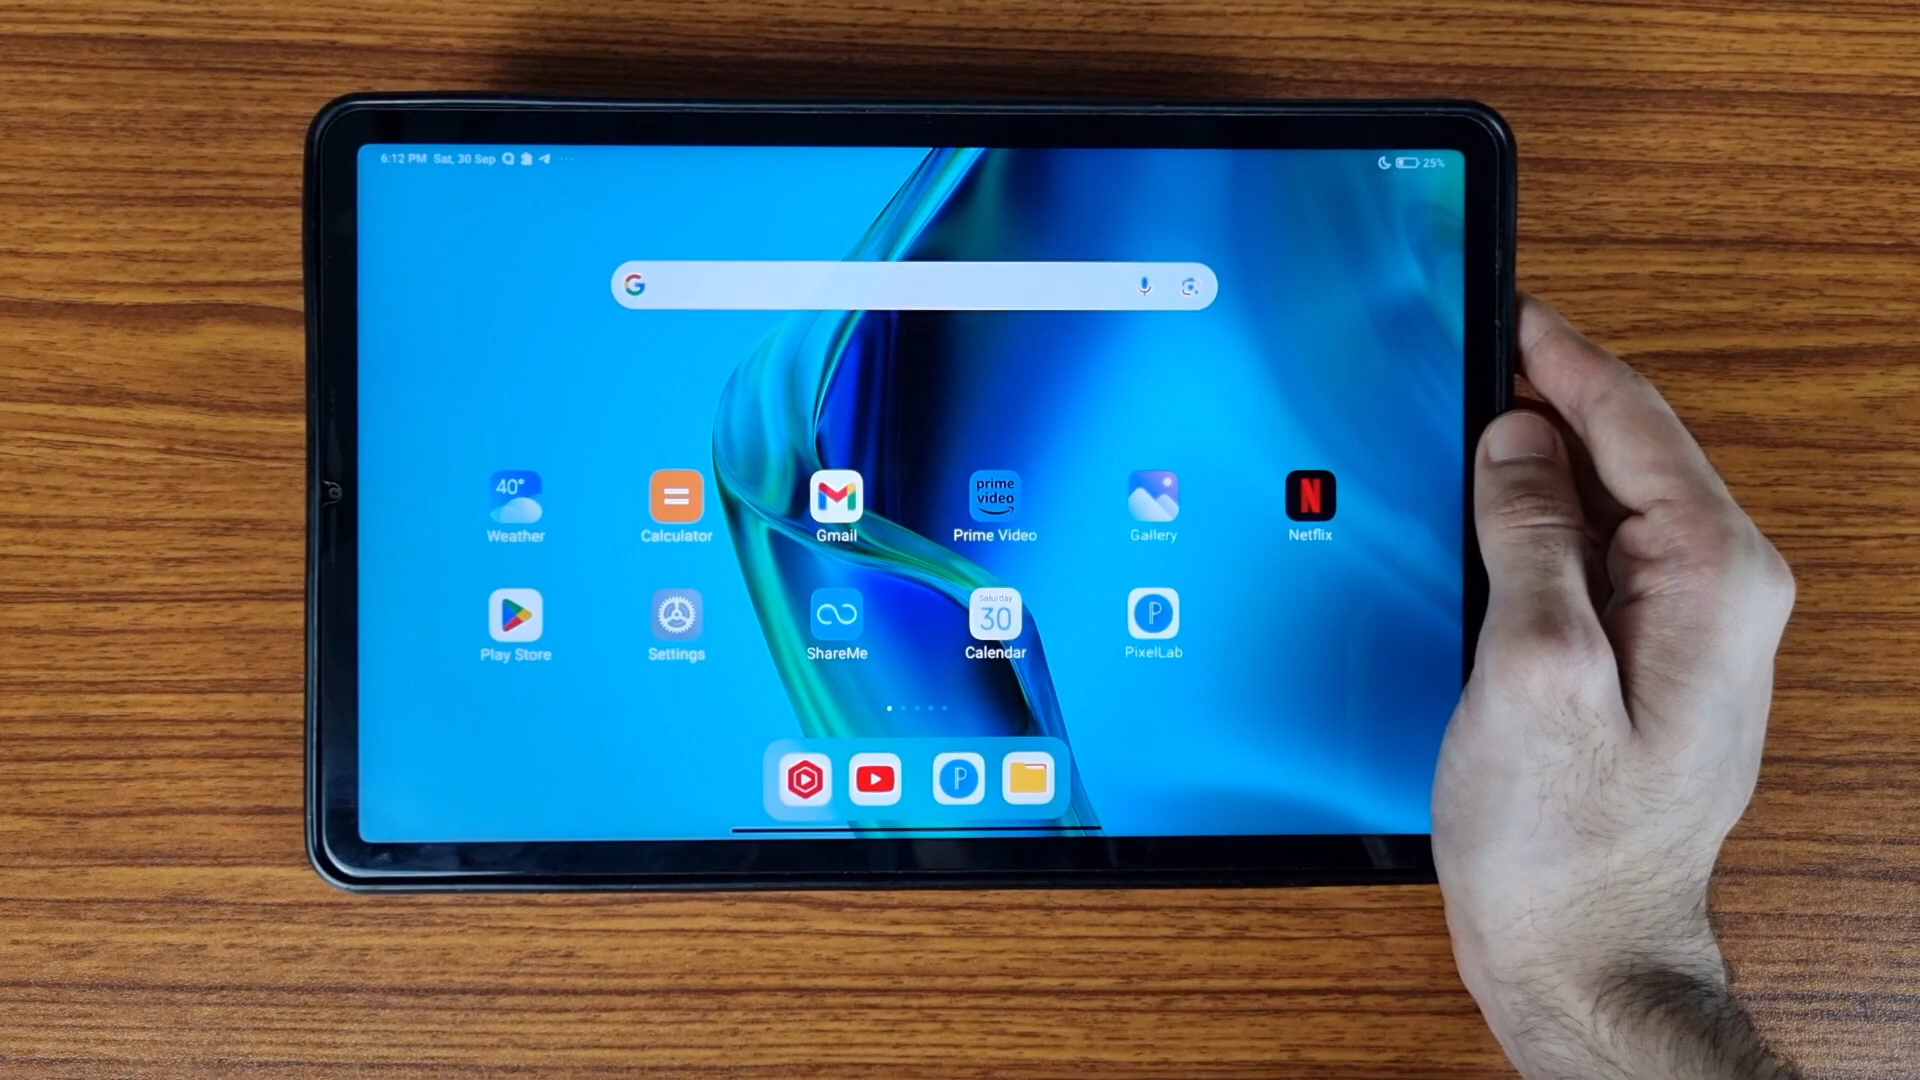 6:12 PM Sat, 30 Sep
25%
G
40°
prime
video
N
Weather
Calculator
Gmail
Prime Video
Gallery
Netflix
Saturday
30
P
Play Store
Settings
ShareMe
Calendar
PixelLab
P